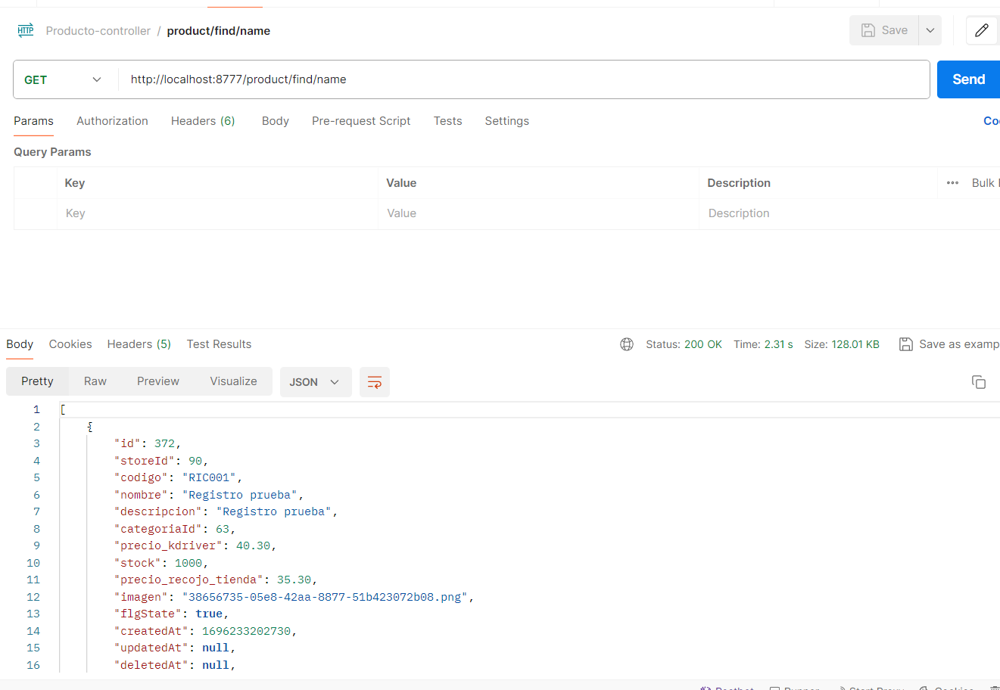 HTTP Producto-controller / product/find/name Save
GET http://localhost:8777/product/find/name Send
Params Authorization Headers (6) Body Pre-request Script Tests Settings
Query Params
Key Value Description Bulk
Key Value Description
Body Cookies Headers (5) Test Results Status: 200 OK Time: 2.31 s Size: 128.01 KB Save as examp
Pretty Raw Preview Visualize JSON
1 [
2 {
3 "id": 372,
4 "storeId": 90,
5 "codigo": "RIC001",
6 "nombre": "Registro prueba",
7 "descripcion": "Registro prueba",
8 "categoriaId": 63,
9 "precio_kdriver": 40.30,
10 "stock": 1000,
11 "precio_recojo_tienda": 35.30,
12 "imagen": "38656735-05e8-42aa-8877-51b423072b08.png",
13 "flgState": true,
14 "createdAt": 1696233202730,
15 "updatedAt": null,
16 "deletedAt": null,